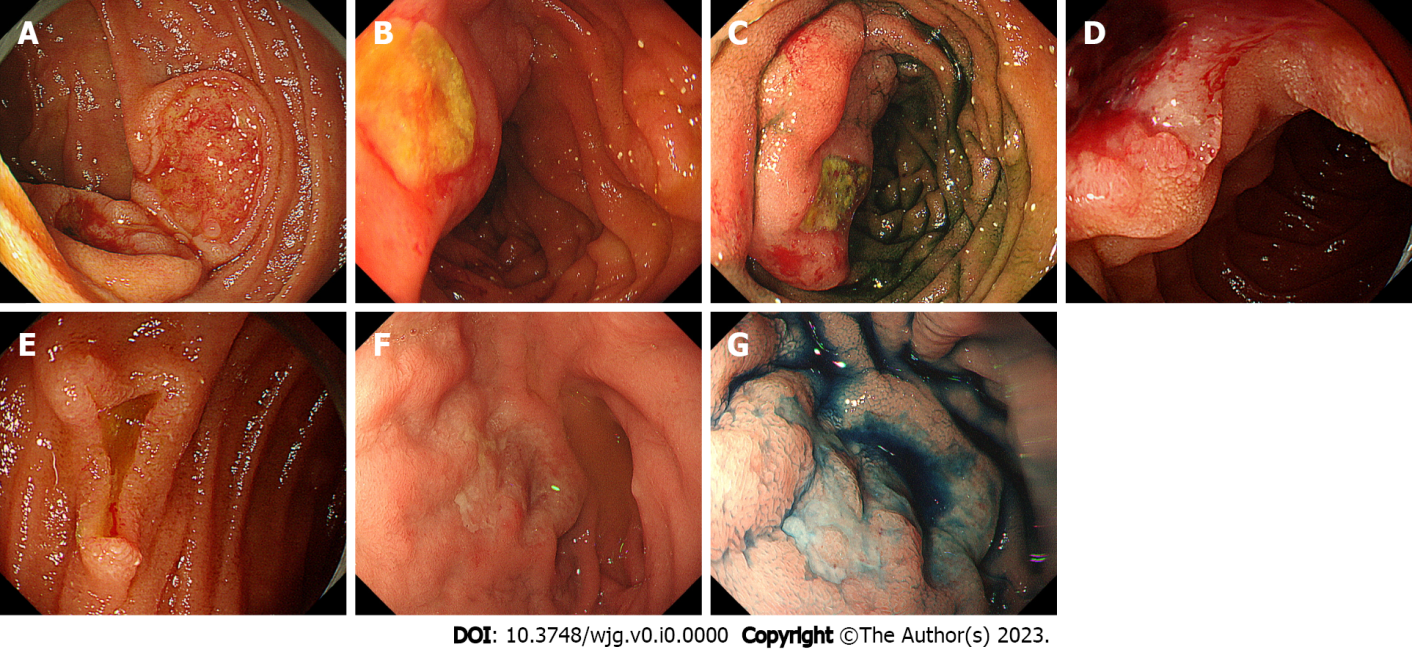 A B C D
E F G
DOI: 10.3748/wjg.v0.i0.0000 Copyright ©The Author(s) 2023.